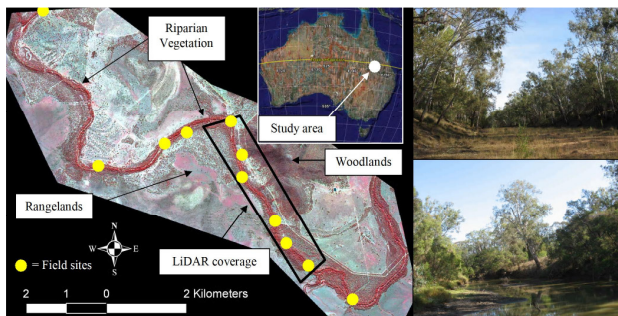 Riparian
Vegetation
Study area
Woodlands
Rangelands
N
W E
S
LiDAR coverage
= Field sites
2 1 0 2 Kilometers